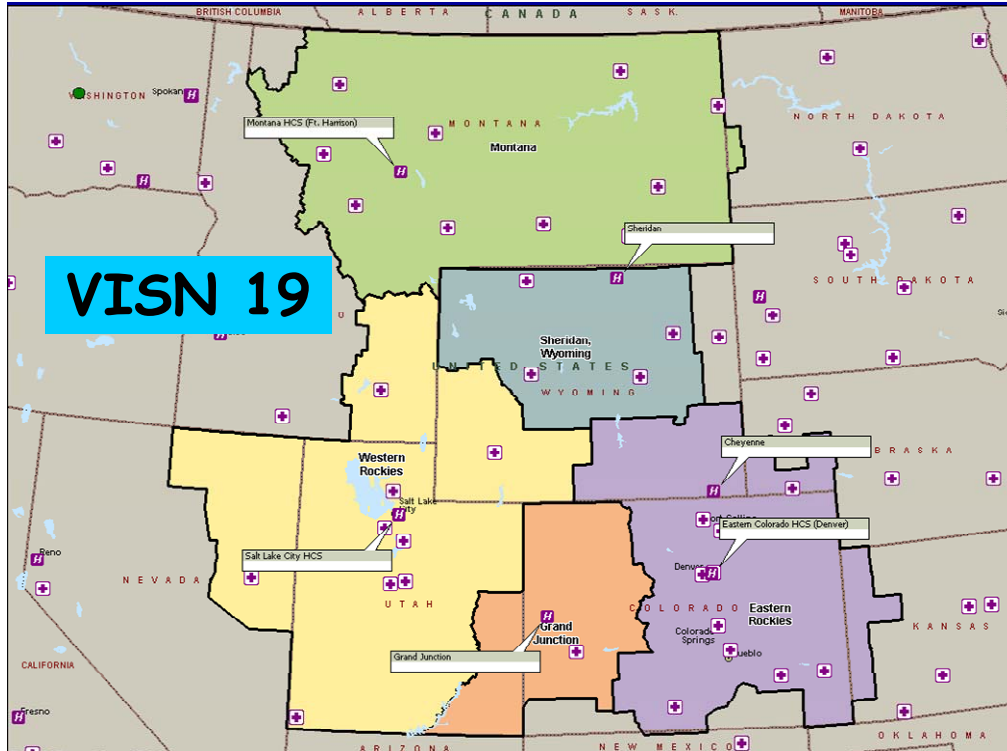 BRITISH COLUMBIA
ALBERTA
CANADA
SASK.
MANITOBA
WASHINGTON
Spokan
Montana HCS (Ft. Harrison)
MONTANA
Montana
NORTH DAKOTA
Sheridan
VISN 19
SOUTH DAKOTA
Sheridan,
Wyoming
UNITED STATES
WYOMING
Western
Rockies
Cheyenne
BRASKA
Salt Lake
City
Eastern Colorado HCS (Denver)
Reno
Salt Lake City HCS
Denver
NEVADA
UTAH
COLORADO
Eastern
Rockies
Grand
Junction
Colorado
Springs
KANSAS
Grand Junction
ueblo
CALIFORNIA
Fresno
OKLAHOMA
ARIZONA
NEW MEXICO